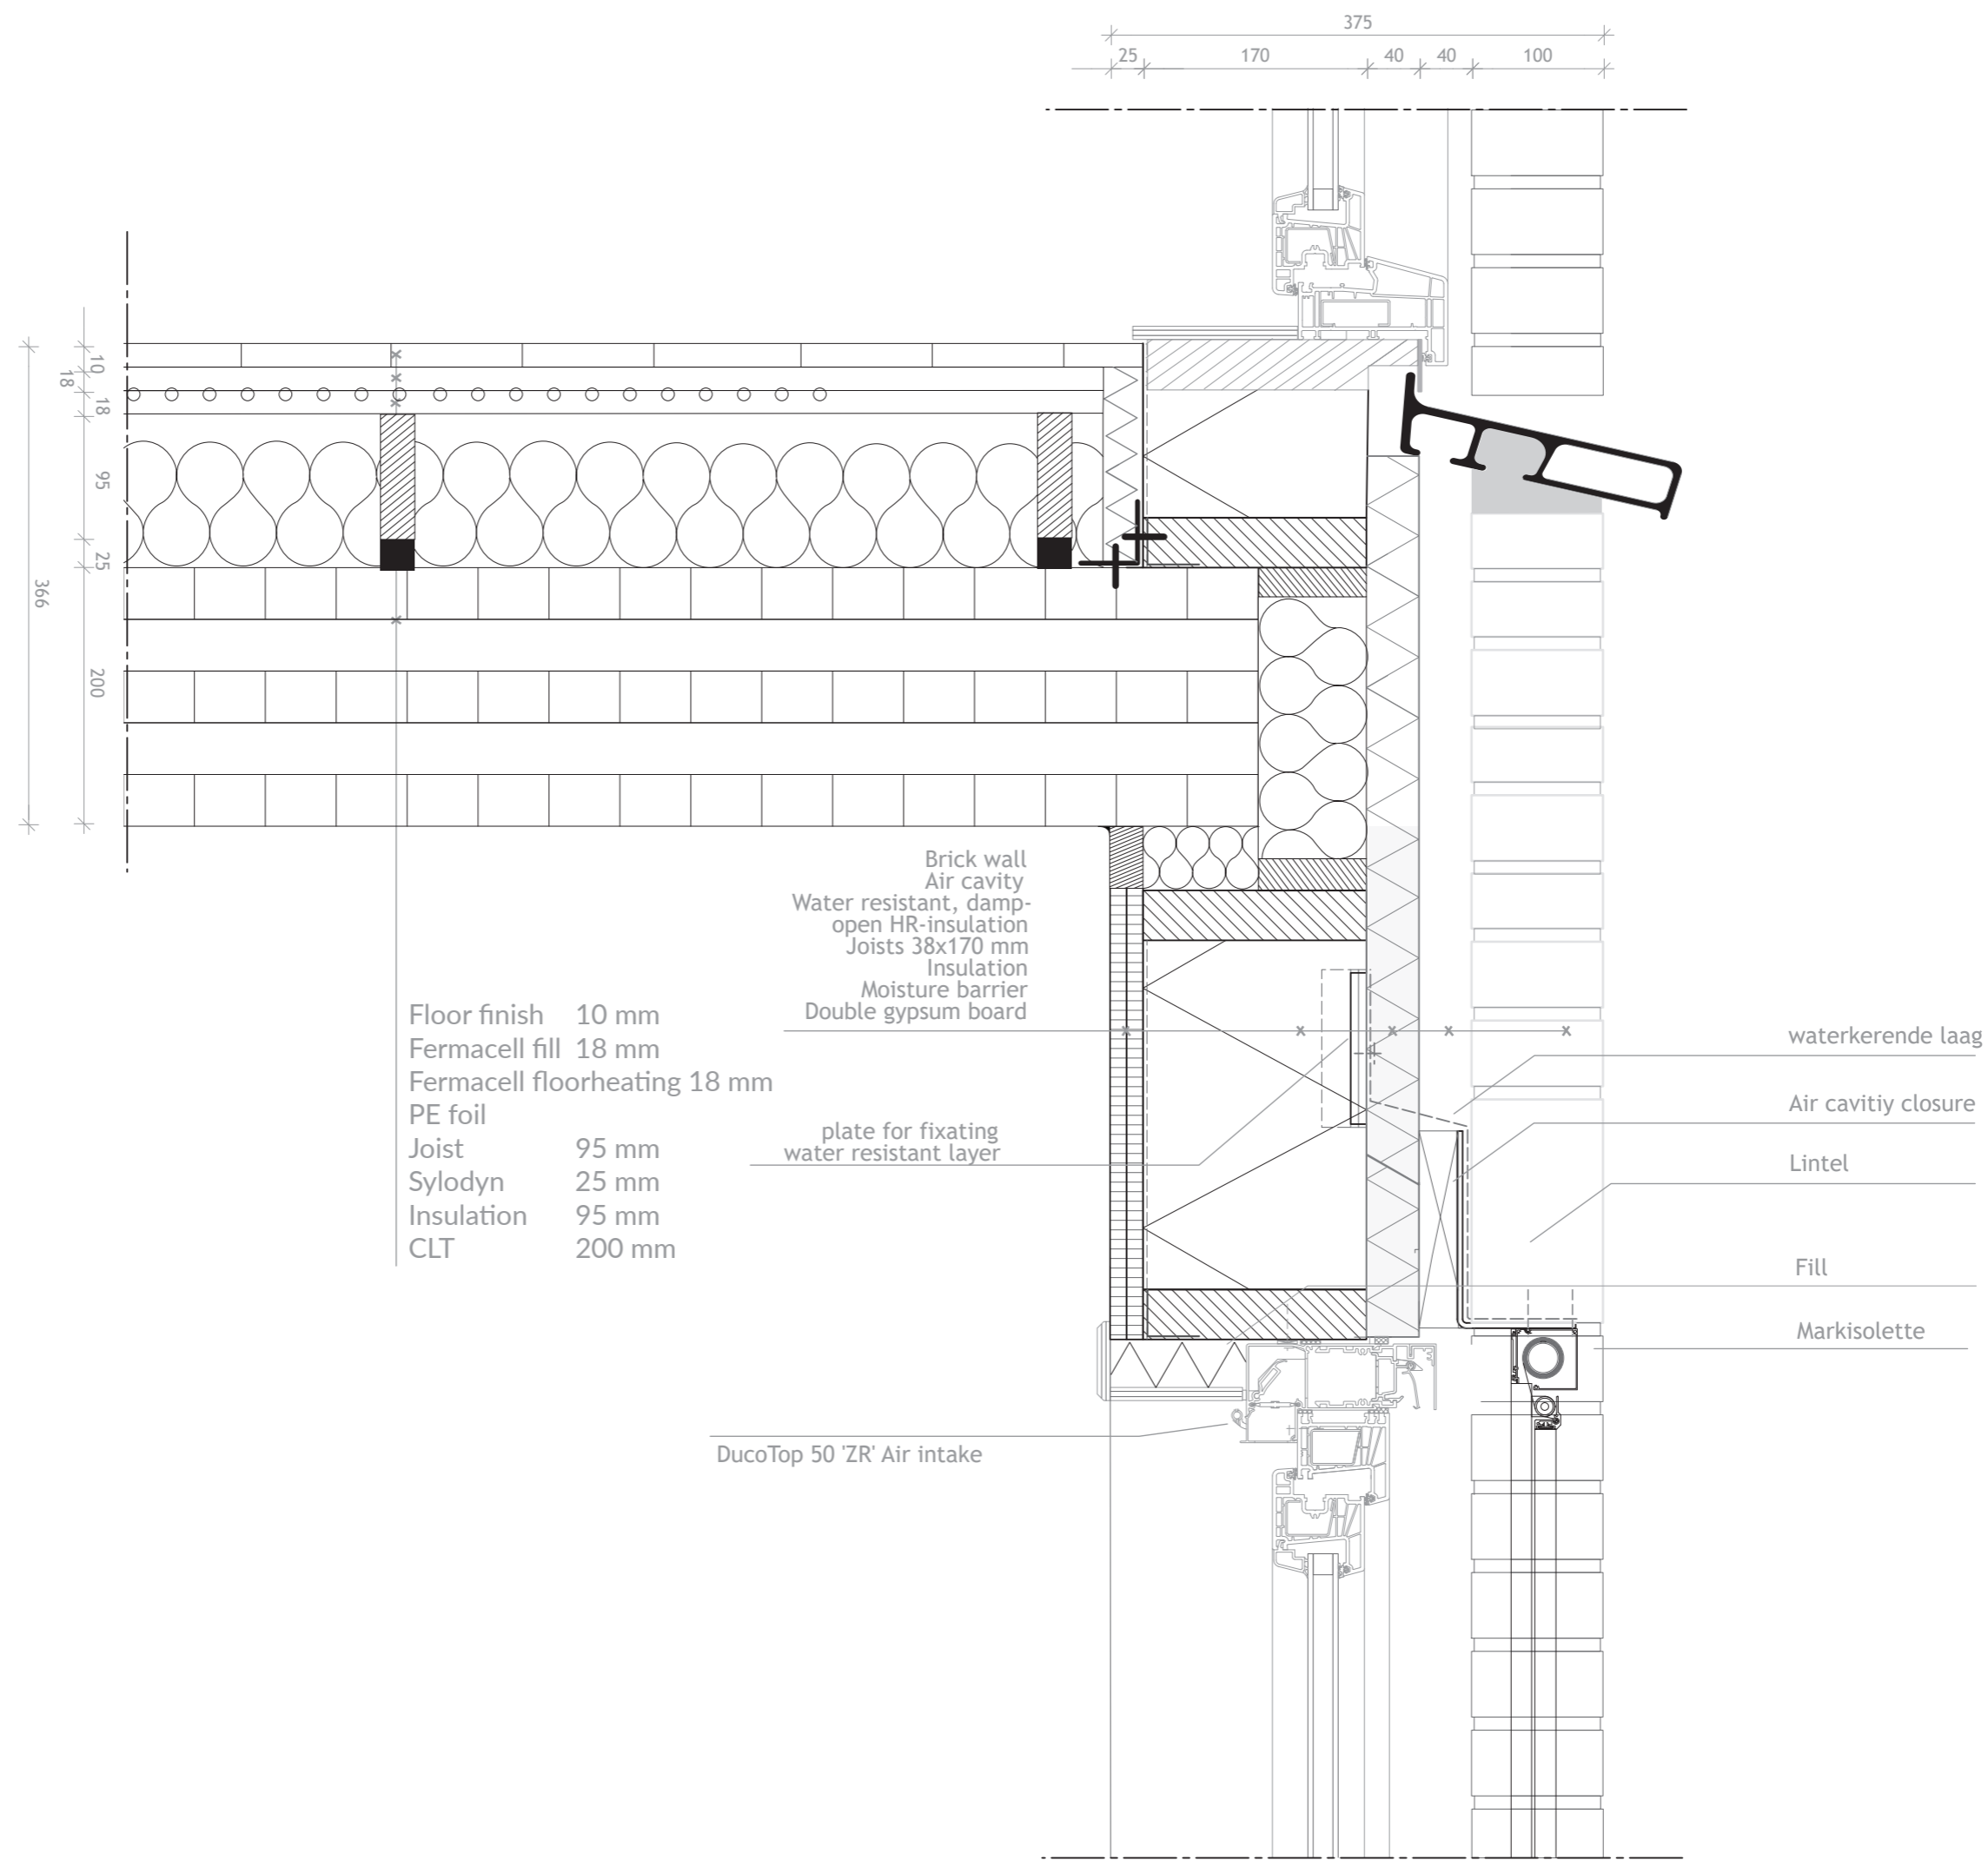 375
25 170 40 40 100
10
18
18
95
25
366
200
Brick wall
Air cavity
Water resistant, damp-
open HR-insulation
Joists 38x170 mm
Insulation
Moisture barrier
Double gypsum board
Floor finish 10 mm
Fermacell fill 18 mm
Fermacell floorheating 18 mm
PE foil
Joist 95 mm
Sylodyn 25 mm
Insulation 95 mm
CLT 200 mm
plate for fixating
water resistant layer
waterkerende laag
Air cavitiy closure
Lintel
Fill
Markisolette
DucoTop 50 'ZR' Air intake